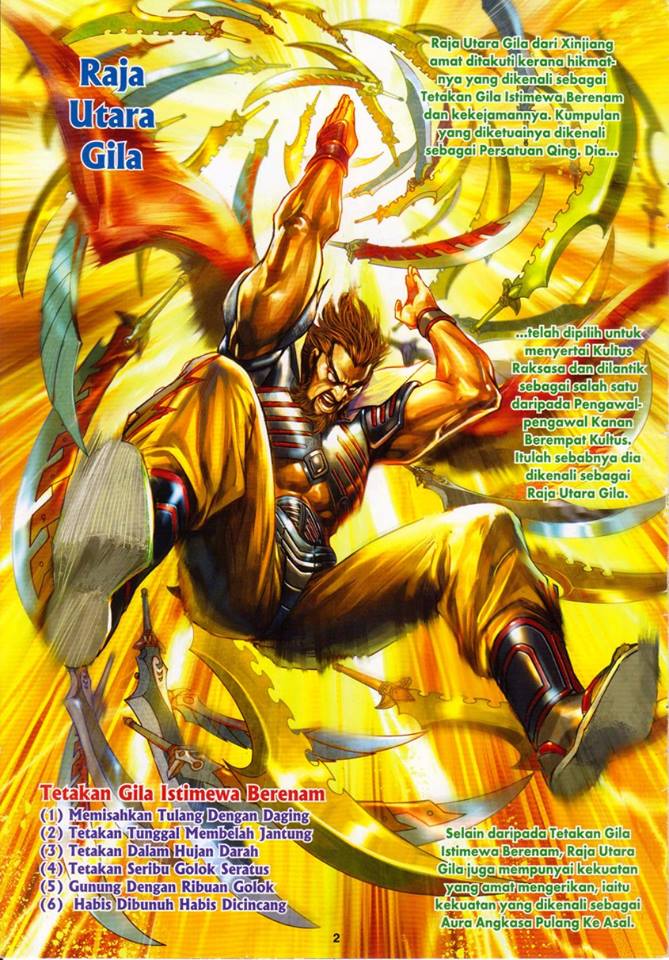 Raja
Utara
Gila
Raja Utara Gila dari Xinjiang
amat ditakuti kerana hikmat-
nya yang dikenali sebagai
Tetakan Gila Istimewa Berenam
dan kekejamannya. Kumpulan
yang diketuainya dikenali
sebagai Persatuan Qing. Dia...
...telah dipilih untuk
menyertai Kultus
Raksasa dan dilantik
sebagai salah satu
daripada Pengawal-
pengawal Kanan
Berempat Kultus.
Itulah sebabnya dia
dikenali sebagai
Raja Utara Gila.
Tetakan Gila Istimewa Berenam
(1) Memisahkan Tulang Dengan Daging
(2) Tetakan Tunggal Membelah Jantung
(3) Tetakan Dalam Hujan Darah
(4) Tetakan Seribu Golok Seratus
(5) Gunung Dengan Ribuan Golok
(6) Habis Dibunuh Habis Dicincang
Selain daripada Tetakan Gila
Istimewa Berenam, Raja Utara
Gila juga mempunyai kekuatan
yang amat mengerikan, iaitu
kekuatan yang dikenali sebagai
Aura Angkasa Pulang Ke Asal.
2